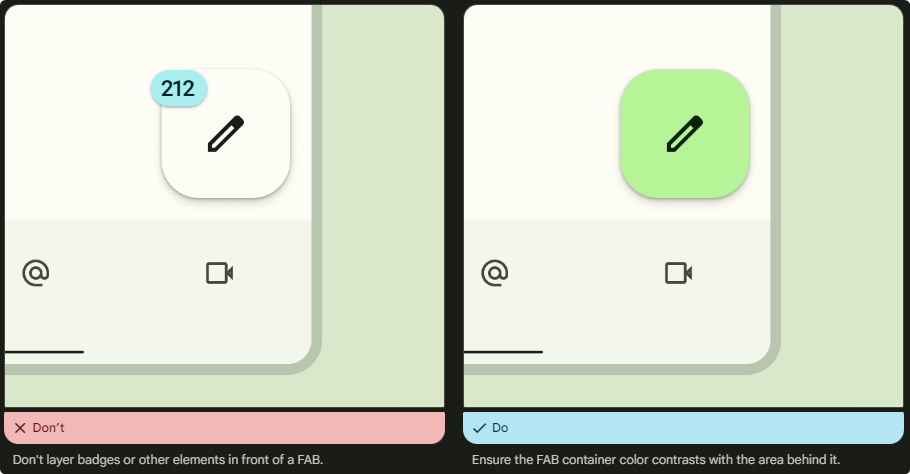 212
@
@
Don't
Do
Don't layer badges or other elements in front of a FAB.
Ensure the FAB container color contrasts with the area behind it.